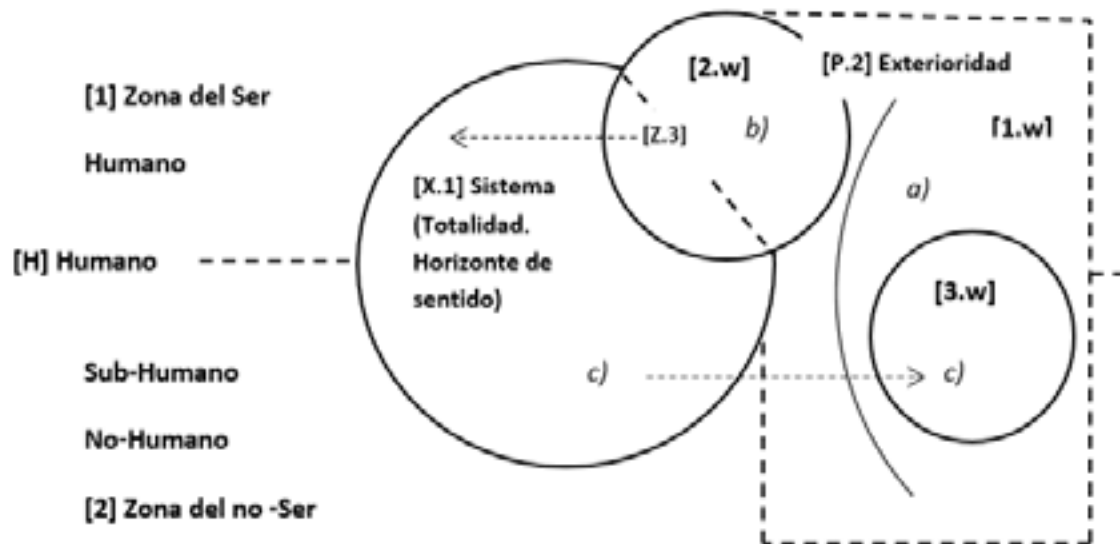 [1] Zona del Ser
Humano
[H] Humano
Sub-Humano
No-Humano
[2] Zona del no -Ser
[2.w]
[P.2] Exterioridad
[Z.3]
b)
[1.w]
a)
[X.1] Sistema
(Totalidad.
Horizonte de
sentido)
[3.w]
c)
c)